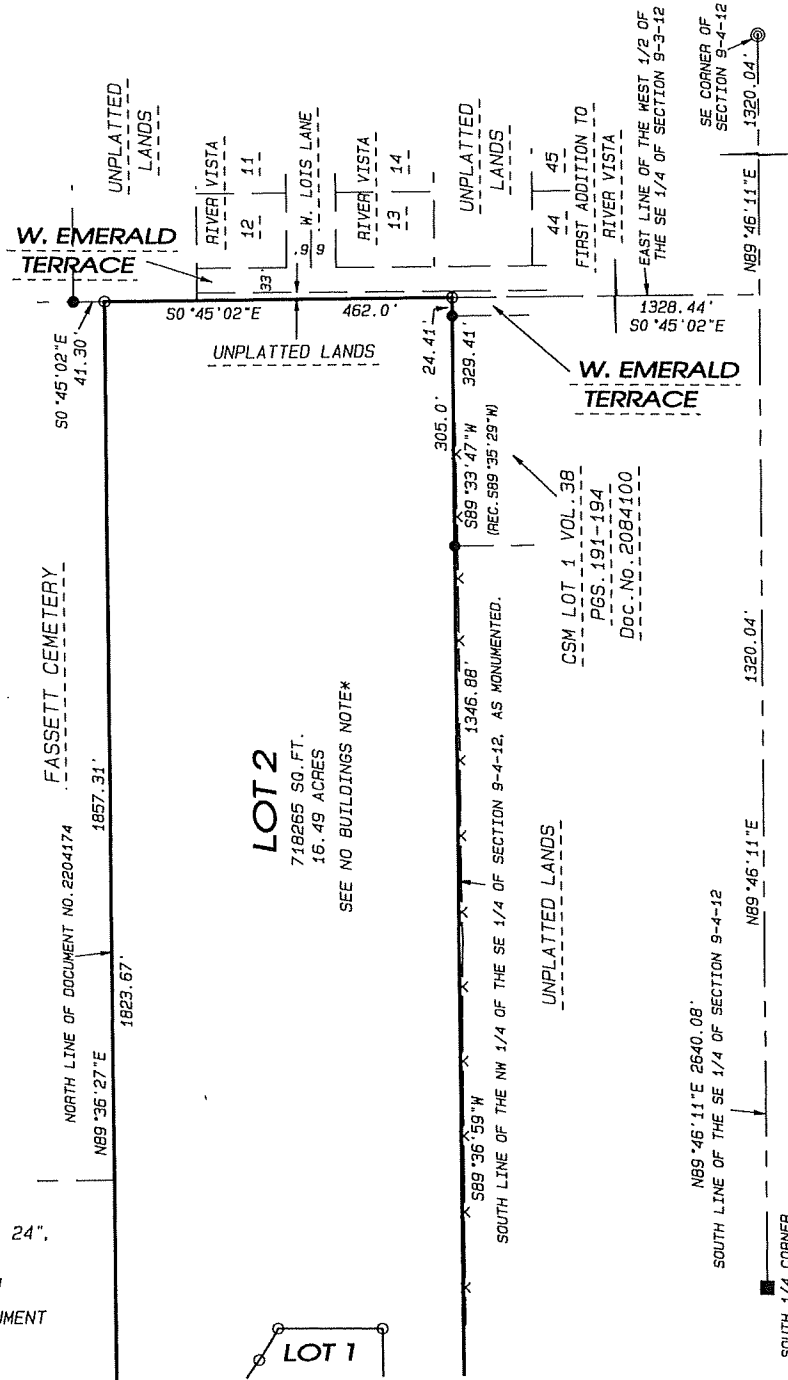 UNPLATTED
LANDS
RIVER VISTA
12
11
W. LOIS LANE
66'
33'
RIVER VISTA
13
14
UNPLATTED
LANDS
44
45
FIRST ADDITION TO
RIVER VISTA
EAST LINE OF THE WEST 1/2 OF
THE SE 1/4 OF SECTION 9-3-12
SE CORNER OF
SECTION 9-4-12
1320.04'
N89°46'11"E
W. EMERALD
TERRACE
S0°45'02"E
41.30'
S0°45'02"E
462.0'
UNPLATTED LANDS
1328.44'
S0°45'02"E
24.41'
329.41'
305.0'
S89°33'47"W
(REC.S89°35'29"W)
W. EMERALD
TERRACE
CSM LOT 1 VOL.38
PGS.191-194
Doc.No.2084100
FASSETT CEMETERY
NORTH LINE OF DOCUMENT NO.2204174
1857.31'
N89°36'27"E
1823.67'
LOT 2
718265 SQ.FT.
16.49 ACRES
SEE NO BUILDINGS NOTE*
1346.88'
S89°36'59"W
SOUTH LINE OF THE NW 1/4 OF THE SE 1/4 OF SECTION 9-4-12, AS MONUMENTED.
UNPLATTED LANDS
1320.04'
N89°46'11"E
N89°46'11"E 2640.08'
SOUTH LINE OF THE SE 1/4 OF SECTION 9-4-12
SOUTH 1/4 CORNER
24",
UMENT
LOT 1